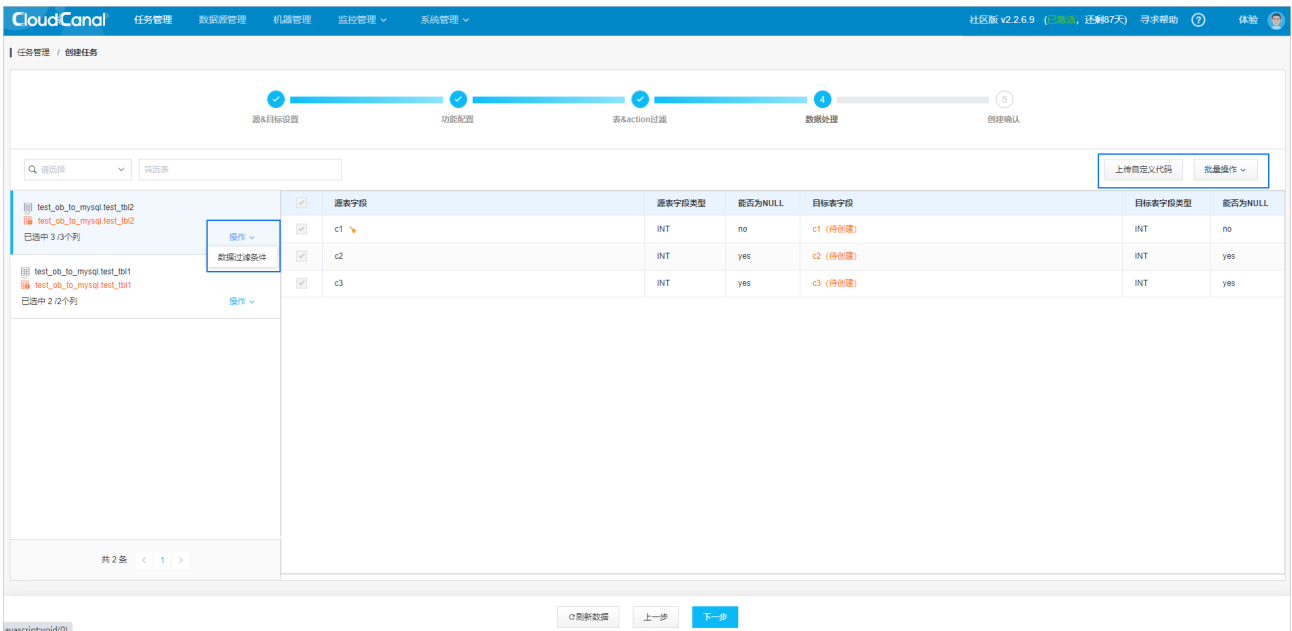 CloudCanal 任务管理 数据源管理 机器管理 监控管理 系统管理 社区版 v2.2.6.9 (已激活, 还剩87天) 寻求帮助 ? 体验
任务管理 / 创建任务
4 5
源&目标设置 功能配置 表&action过滤 数据处理 创建确认
请选择 筛选表 上传自定义代码 批量操作
test_ob_to_mysql.test_tbl2
test_ob_to_mysql.test_tbl2
已选中 3 /3个列 操作
数据过滤条件
test_ob_to_mysql.test_tbl1
test_ob_to_mysql.test_tbl1
已选中 2 /2个列 操作
源表字段 源表字段类型 能否为NULL 目标表字段 目标表字段类型 能否为NULL
c1 INT no c1 (待创建) INT no
c2 INT yes c2 (待创建) INT yes
c3 INT yes c3 (待创建) INT yes
共 2 条 < 1 >
刷新数据 上一步 下一步
avascript:void(0)